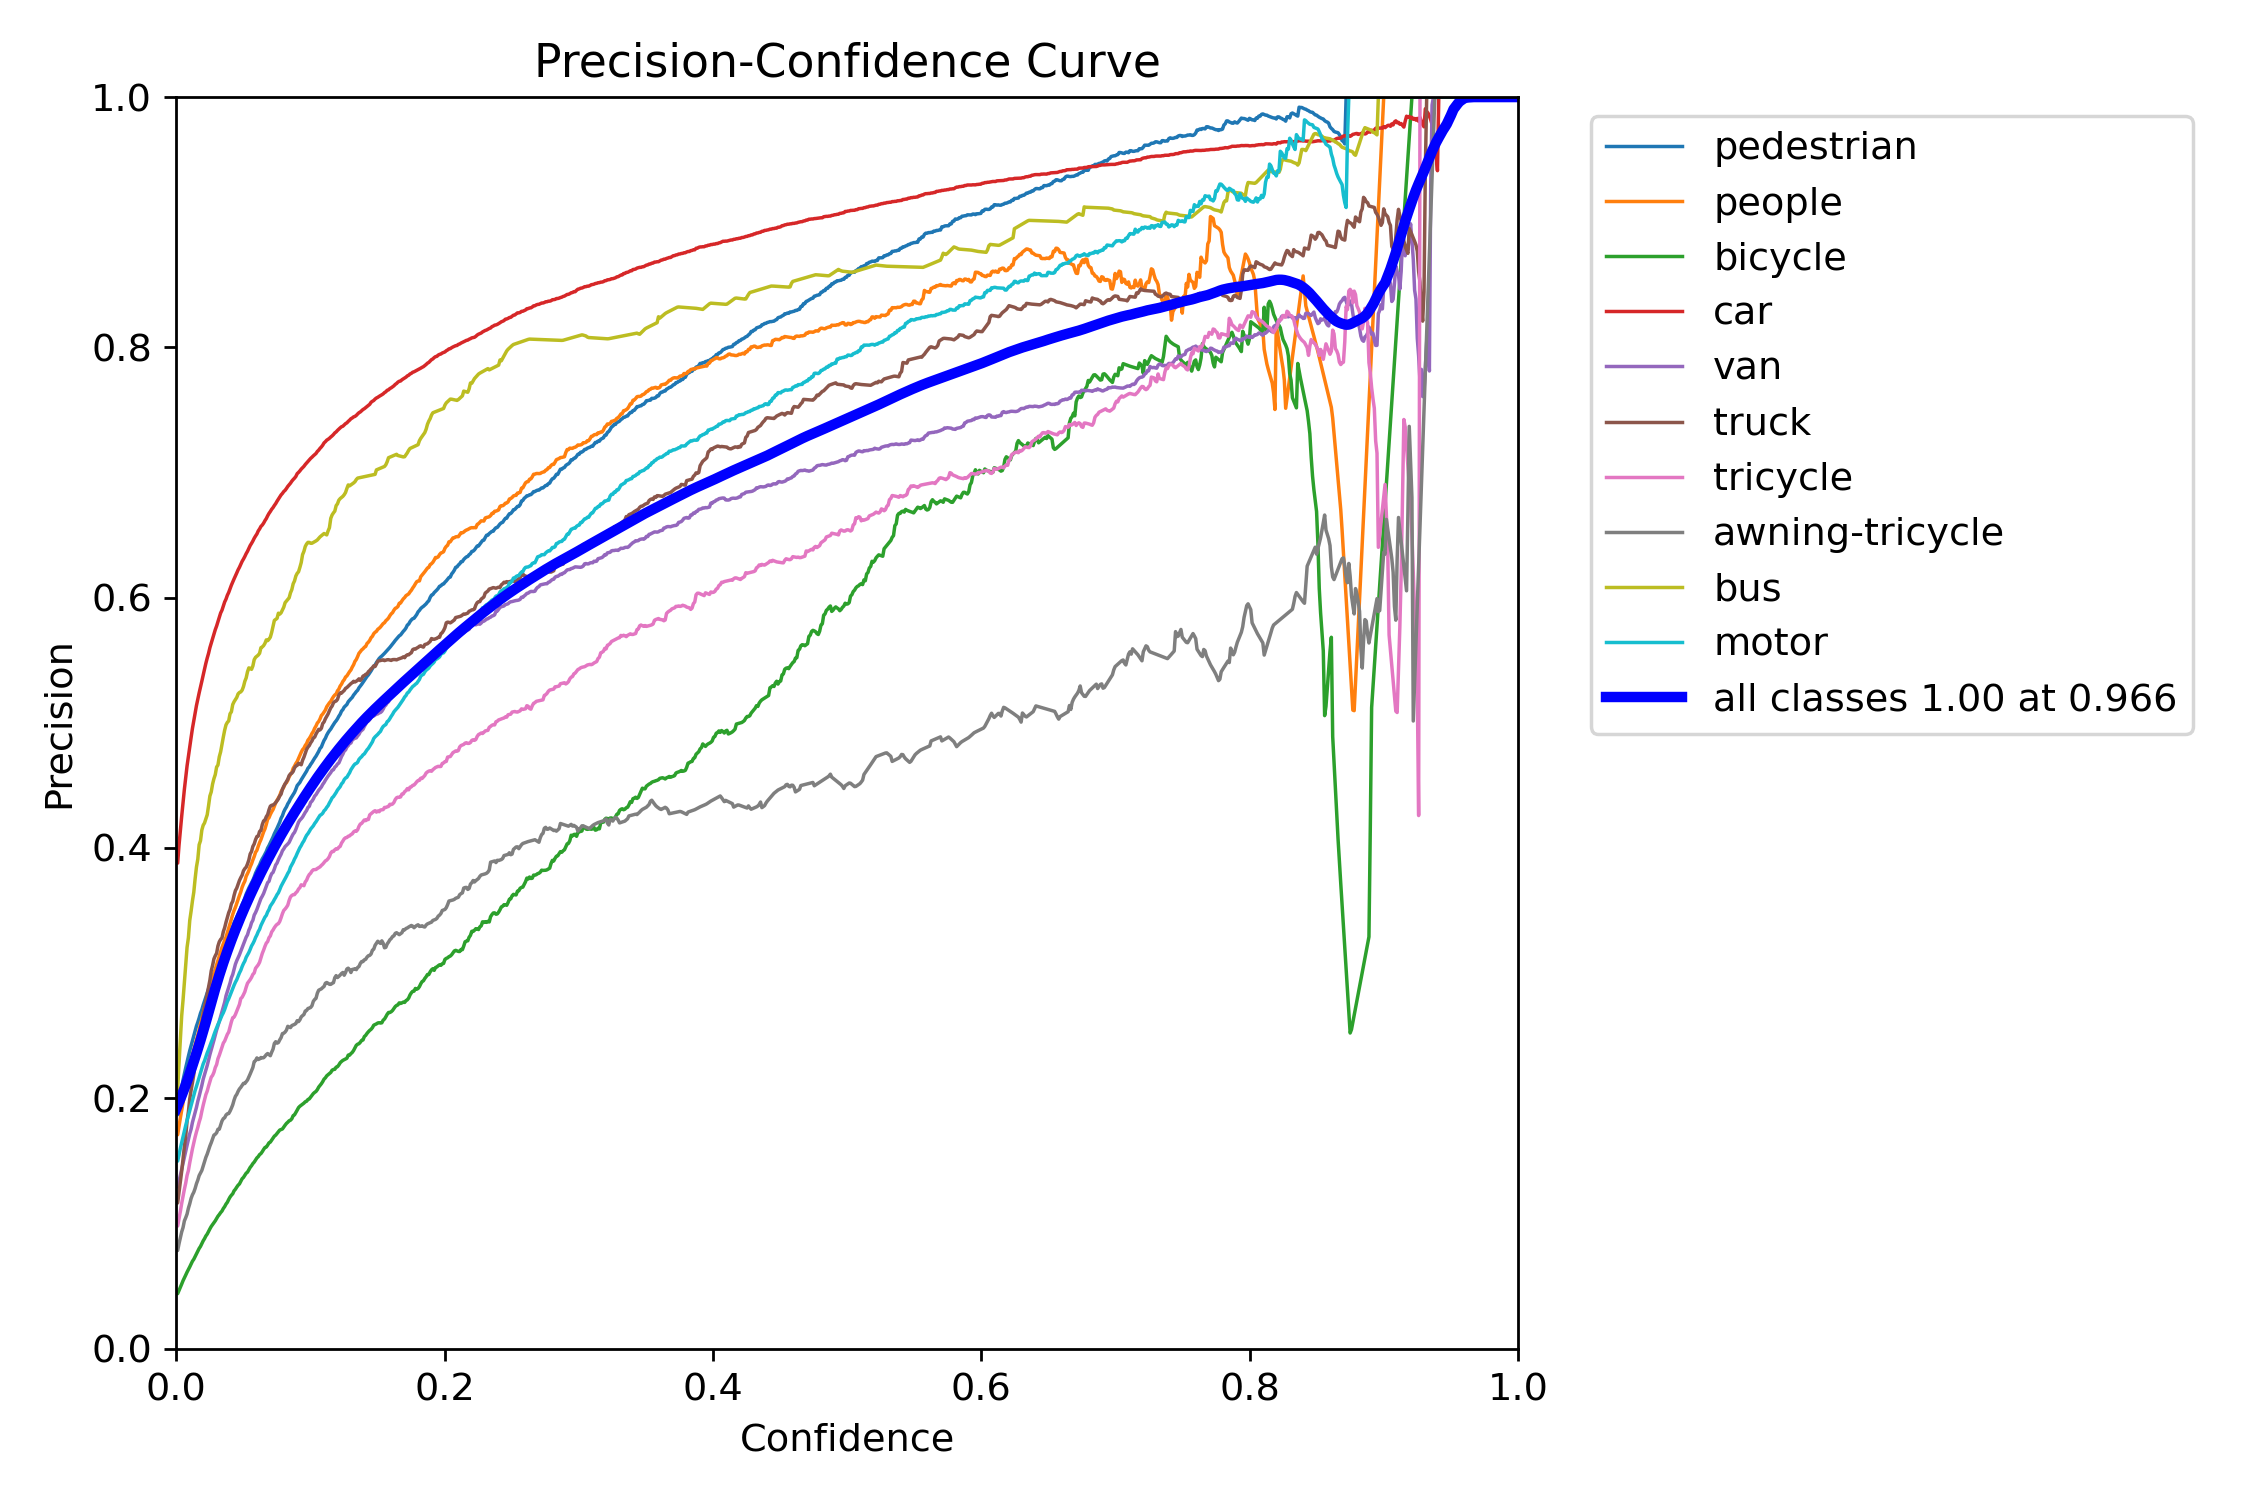 Precision-Confidence Curve
1.0
0.8
0.6
0.4
0.2
0.0
Precision
0.0 0.2 0.4 0.6 0.8 1.0
Confidence
pedestrian
people
bicycle
car
van
truck
tricycle
awning-tricycle
bus
motor
all classes 1.00 at 0.966